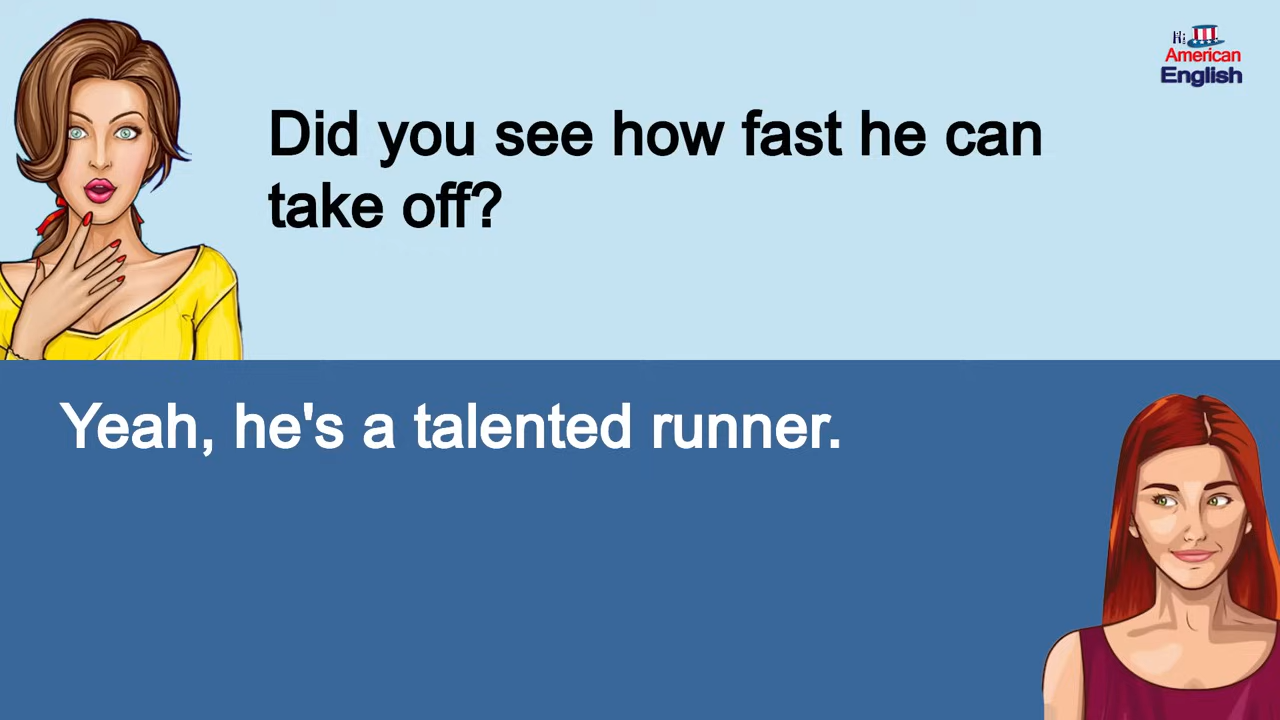 Hi
American
English
Did you see how fast he can
take off?
Yeah, he's a talented runner.